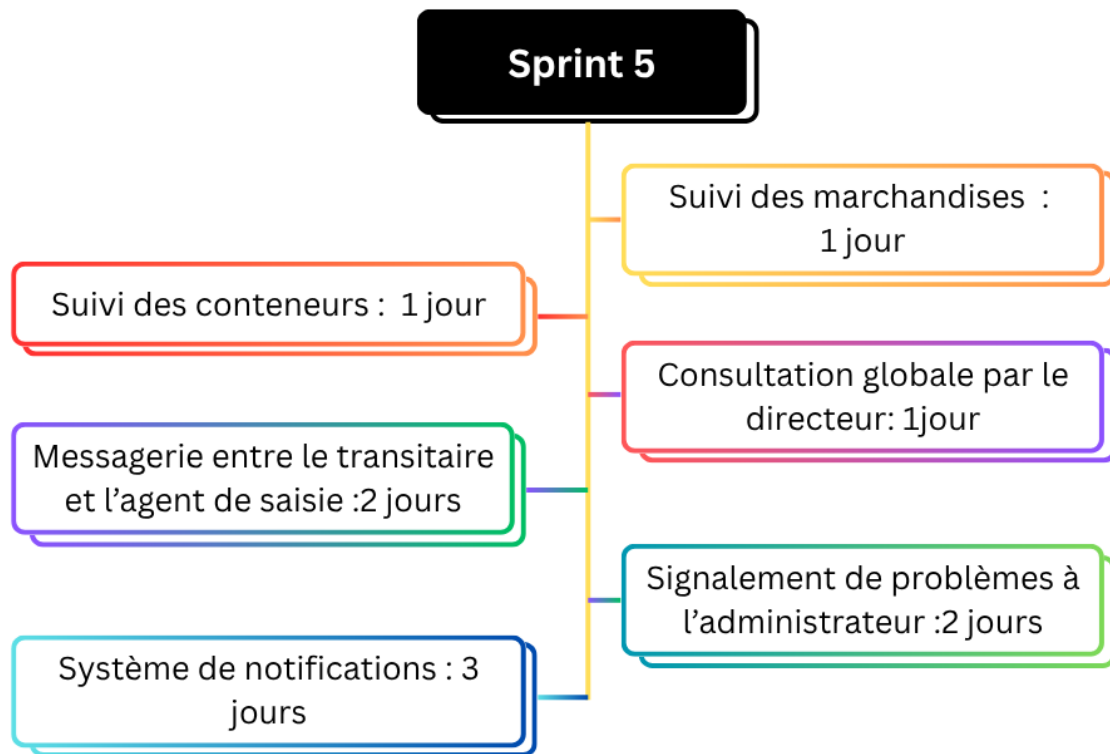 Sprint 5
Suivi des marchandises :
1 jour
Suivi des conteneurs : 1 jour
Consultation globale par le
directeur: 1jour
Messagerie entre le transitaire
et l’agent de saisie :2 jours
Signalement de problèmes à
l’administrateur :2 jours
Système de notifications : 3
jours